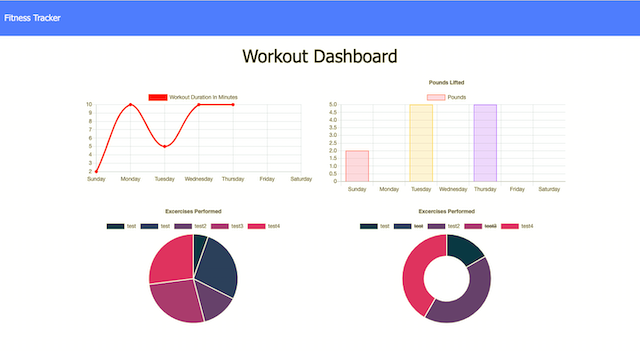 Fitness Tracker
Workout Dashboard
Workout Duration In Minutes
10
9
8
7
6
5
4
3
2
Sunday Monday Tuesday Wednesday Thursday Friday Saturday
Pounds Lifted
Pounds
5.0
4.5
4.0
3.5
3.0
2.5
2.0
1.5
1.0
0.5
0
Sunday Monday Tuesday Wednesday Thursday Friday Saturday
Excercises Performed
test test test2 test3 test4
Excercises Performed
test test test2 test3 test4